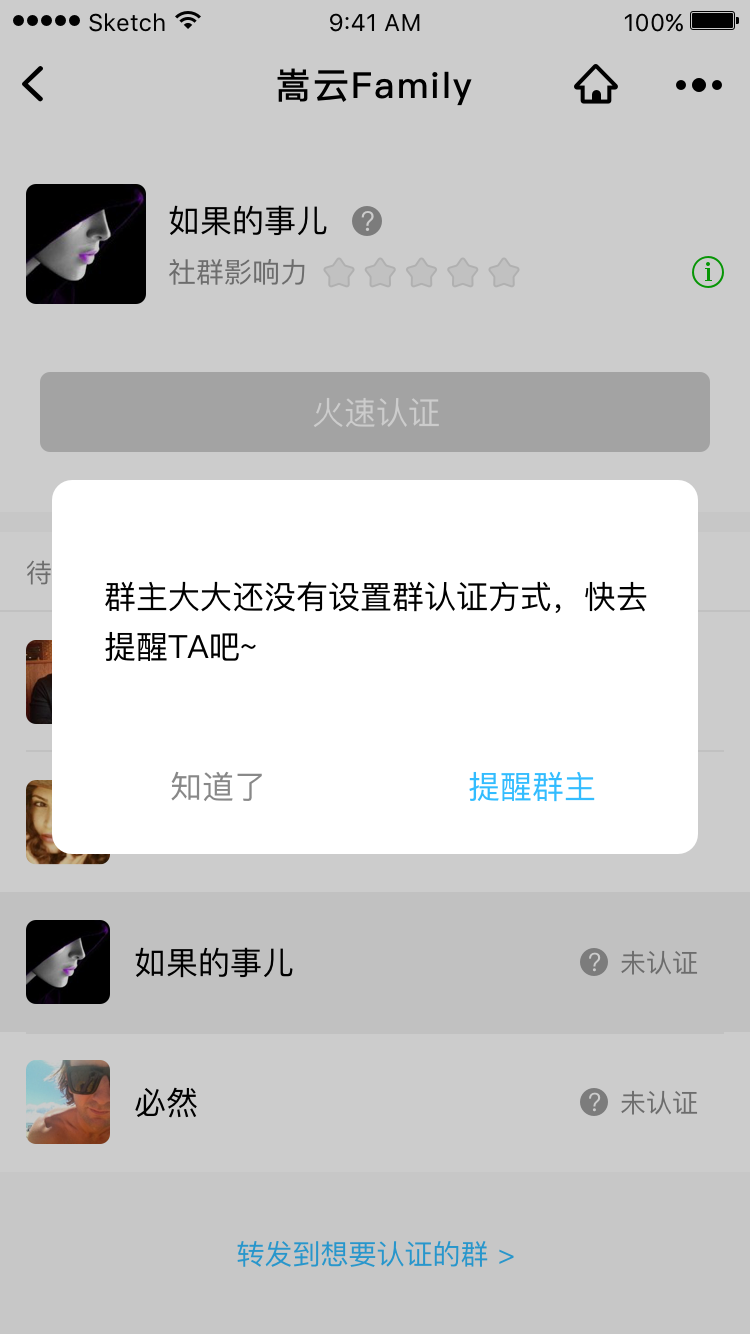 Sketch 9:41 AM 100%
嵩云Family
如果的事儿 ?
社群影响力
火速认证
待
群主大大还没有设置群认证方式，快去
提醒TA吧~
知道了 提醒群主
如果的事儿 ? 未认证
必然 ? 未认证
转发到想要认证的群 >